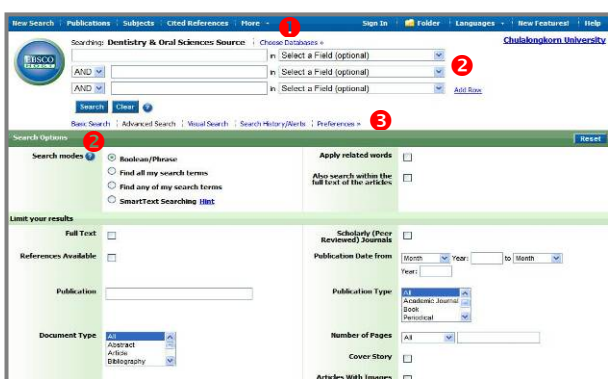 New Search Publications Subjects Cited References More Sign In Folder Languages New Features! Help
1
Searching: Dentistry & Oral Sciences Source Choose Databases » Chulalongkorn University
EBSCO HOST
in Select a Field (optional)
2
AND in Select a Field (optional)
AND in Select a Field (optional) Add Row
Search Clear
Basic Search Advanced Search Visual Search Search History/Alerts Preferences » 3
Search Options Reset
2
Search modes Boolean/Phrase Apply related words
Find all my search terms Also search within the
full text of the articles
Find any of my search terms
SmartText Searching Hint
Limit your results
Full Text Scholarly (Peer
Reviewed) Journals
References Available Publication Date from Month Year: to Month
Year:
Publication Publication Type All
Academic Journal
Book
Periodical
Document Type All Number of Pages All
Abstract
Article
Bibliography
Cover Story
Articles With Images